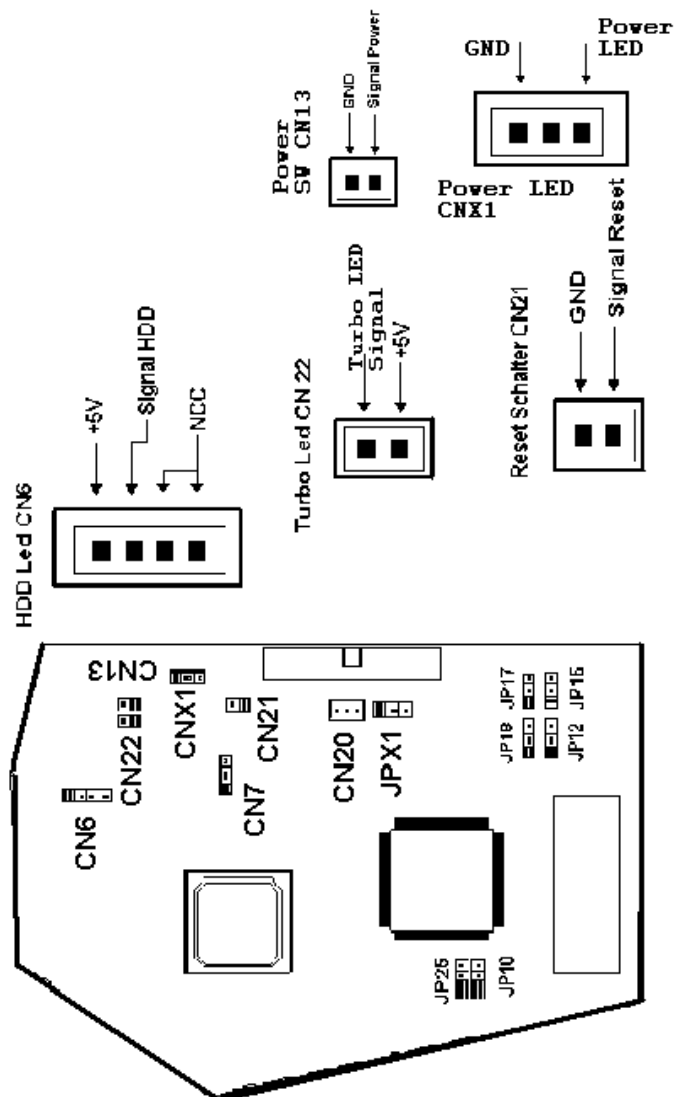 GND
Power
LED
Power LED
CNX1
GND
Signal Power
Power
SW CN13
GND
Signal Reset
Reset Schalter CN21
Turbo LED
Signal
+5V
Turbo Led CN 22
+5V
Signal HDD
NCC
HDD Led CN6
CN13
CNX1
CN22
CN6
CN21
CN7
CN20
JPX1
JP17
JP18
JP15
JP12
JP25
JP10